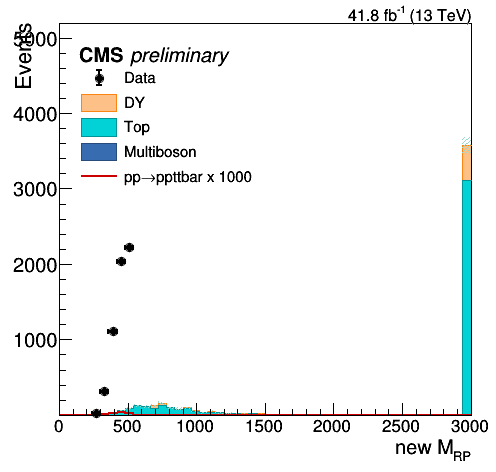 41.8 fb⁻¹ (13 TeV)
Events
CMS preliminary
Data
DY
Top
Multiboson
pp→ppttbar x 1000
5000
4000
3000
2000
1000
0 500 1000 1500 2000 2500 3000
new M_RP